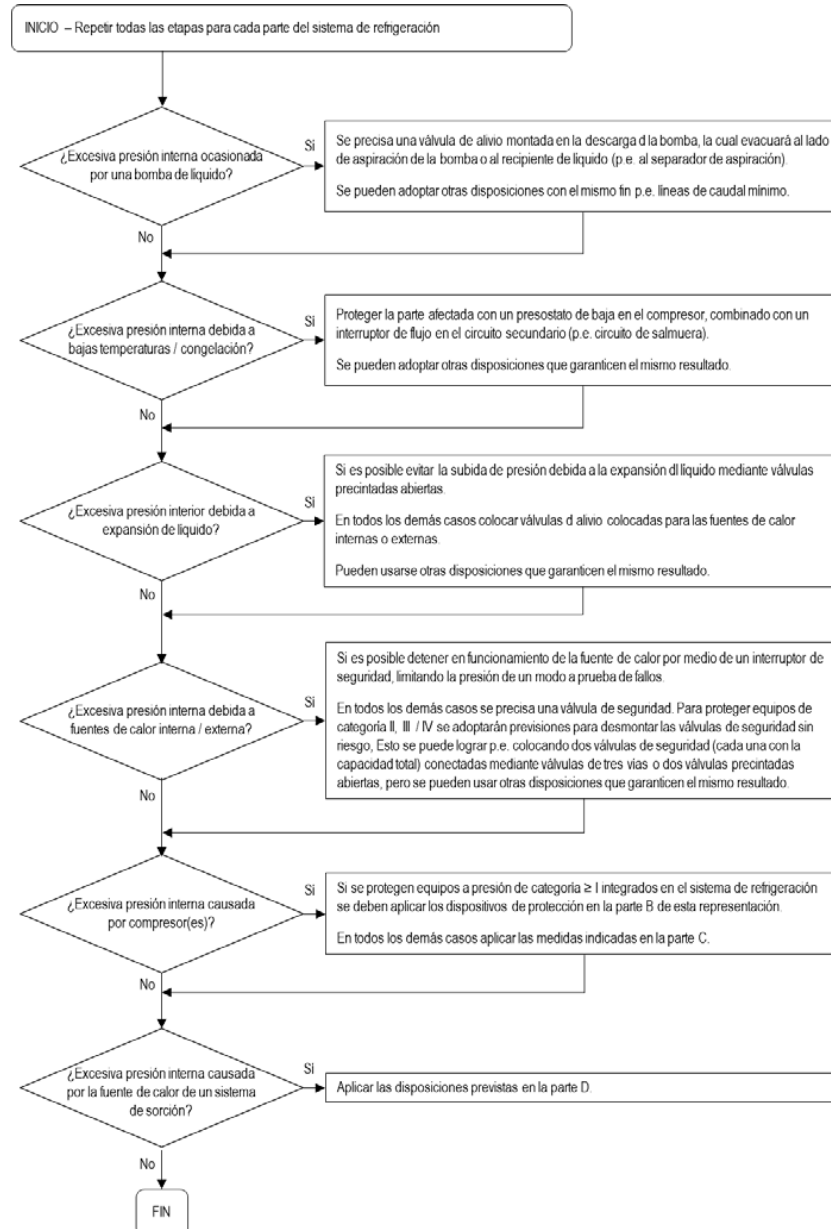 INICIO – Repetir todas las etapas para cada parte del sistema de refrigeración
¿Excesiva presión interna ocasionada
por una bomba de líquido?
Si
Se precisa una válvula de alivio montada en la descarga d la bomba, la cual evacuará al lado
de aspiración de la bomba o al recipiente de liquido (p.e. al separador de aspiración).
Se pueden adoptar otras disposiciones con el mismo fin p.e. líneas de caudal mínimo.
No
¿Excesiva presión interna debida a
bajas temperaturas / congelación?
Si
Proteger la parte afectada con un presostato de baja en el compresor, combinado con un
interruptor de flujo en el circuito secundario (p.e. circuito de salmuera).
Se pueden adoptar otras disposiciones que garanticen el mismo resultado.
No
¿Excesiva presión interior debida a
expansión de líquido?
Si
Si es posible evitar la subida de presión debida a la expansión dl líquido mediante válvulas
precintadas abiertas.
En todos los demás casos colocar válvulas d alivio colocadas para las fuentes de calor
internas o externas.
Pueden usarse otras disposiciones que garanticen el mismo resultado.
No
¿Excesiva presión interna debida a
fuentes de calor interna / externa?
Si
Si es posible detener en funcionamiento de la fuente de calor por medio de un interruptor de
seguridad, limitando la presión de un modo a prueba de fallos.
En todos los demás casos se precisa una válvula de seguridad. Para proteger equipos de
categoría II, III / IV se adoptarán previsiones para desmontar las válvulas de seguridad sin
riesgo, Esto se puede lograr p.e. colocando dos válvulas de seguridad (cada una con la
capacidad total) conectadas mediante válvulas de tres vías o dos válvulas precintadas
abiertas, pero se pueden usar otras disposiciones que garanticen el mismo resultado.
No
¿Excesiva presión interna causada
por compresor(es)?
Si
Si se protegen equipos a presión de categoría ≥ I integrados en el sistema de refrigeración
se deben aplicar los dispositivos de protección en la parte B de esta representación.
En todos los demás casos aplicar las medidas indicadas en la parte C.
No
¿Excesiva presión interna causada
por la fuente de calor de un sistema
de sorción?
Si
Aplicar las disposiciones previstas en la parte D.
No
FIN